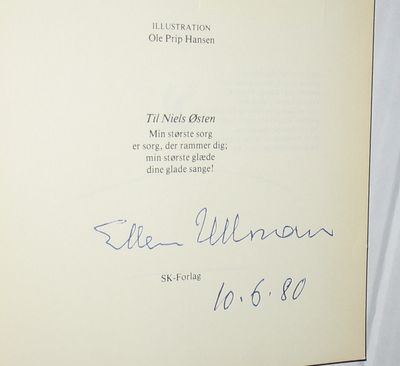 ILLUSTRATION
Ole Prip Hansen
Til Niels Østen
Min største sorg
er sorg, der rammer dig;
min største glæde
dine glade sange!
Ellen Ullman
SK-Forlag
10.6.80